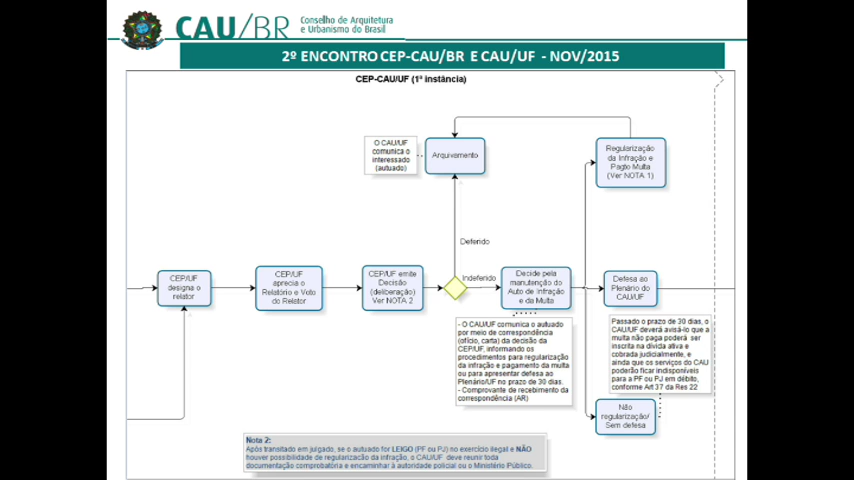 CAU/BR
Conselho de Arquitetura
e Urbanismo do Brasil
2º ENCONTRO CEP-CAU/BR E CAU/UF - NOV/2015
CEP-CAU/UF (1ª instância)
O CAU/UF
comunica o
interessado
(autuado)
Arquivamento
Regularização
da Infração e
Pagto Multa
(Ver NOTA 1)
Deferido
CEP/UF
designa o
relator
CEP/UF
aprecia o
Relatório e Voto
do Relator
CEP/UF emite
Decisão
(deliberação)
Ver NOTA 2
Indeferido
Decide pela
manutenção do
Auto de Infração
e da Multa
Defesa ao
Plenário do
CAU/UF
- O CAU/UF comunica o autuado
por meio de correspondência
(ofício, carta) da decisão da
CEP/UF, informando os
procedimentos para regularização
da infração e pagamento da multa
ou para apresentar defesa ao
Plenário/UF no prazo de 30 dias.
- Comprovante de recebimento da
correspondência (AR)
Passado o prazo de 30 dias, o
CAU/UF deverá avisá-lo que a
multa não paga poderá ser
inscrita na dívida ativa e
cobrada judicialmente, e
ainda que os serviços do CAU
poderão ficar indisponíveis
para a PF ou PJ em débito,
conforme Art 37 da Res 22
Não
regularização/
Sem defesa
Nota 2:
Após transitado em julgado, se o autuado for LEIGO (PF ou PJ) no exercício ilegal e NÃO
houver possibilidade de regularização da infração, o CAU/UF deve reunir toda
documentação comprobatória e encaminhar à autoridade policial ou o Ministério Público.